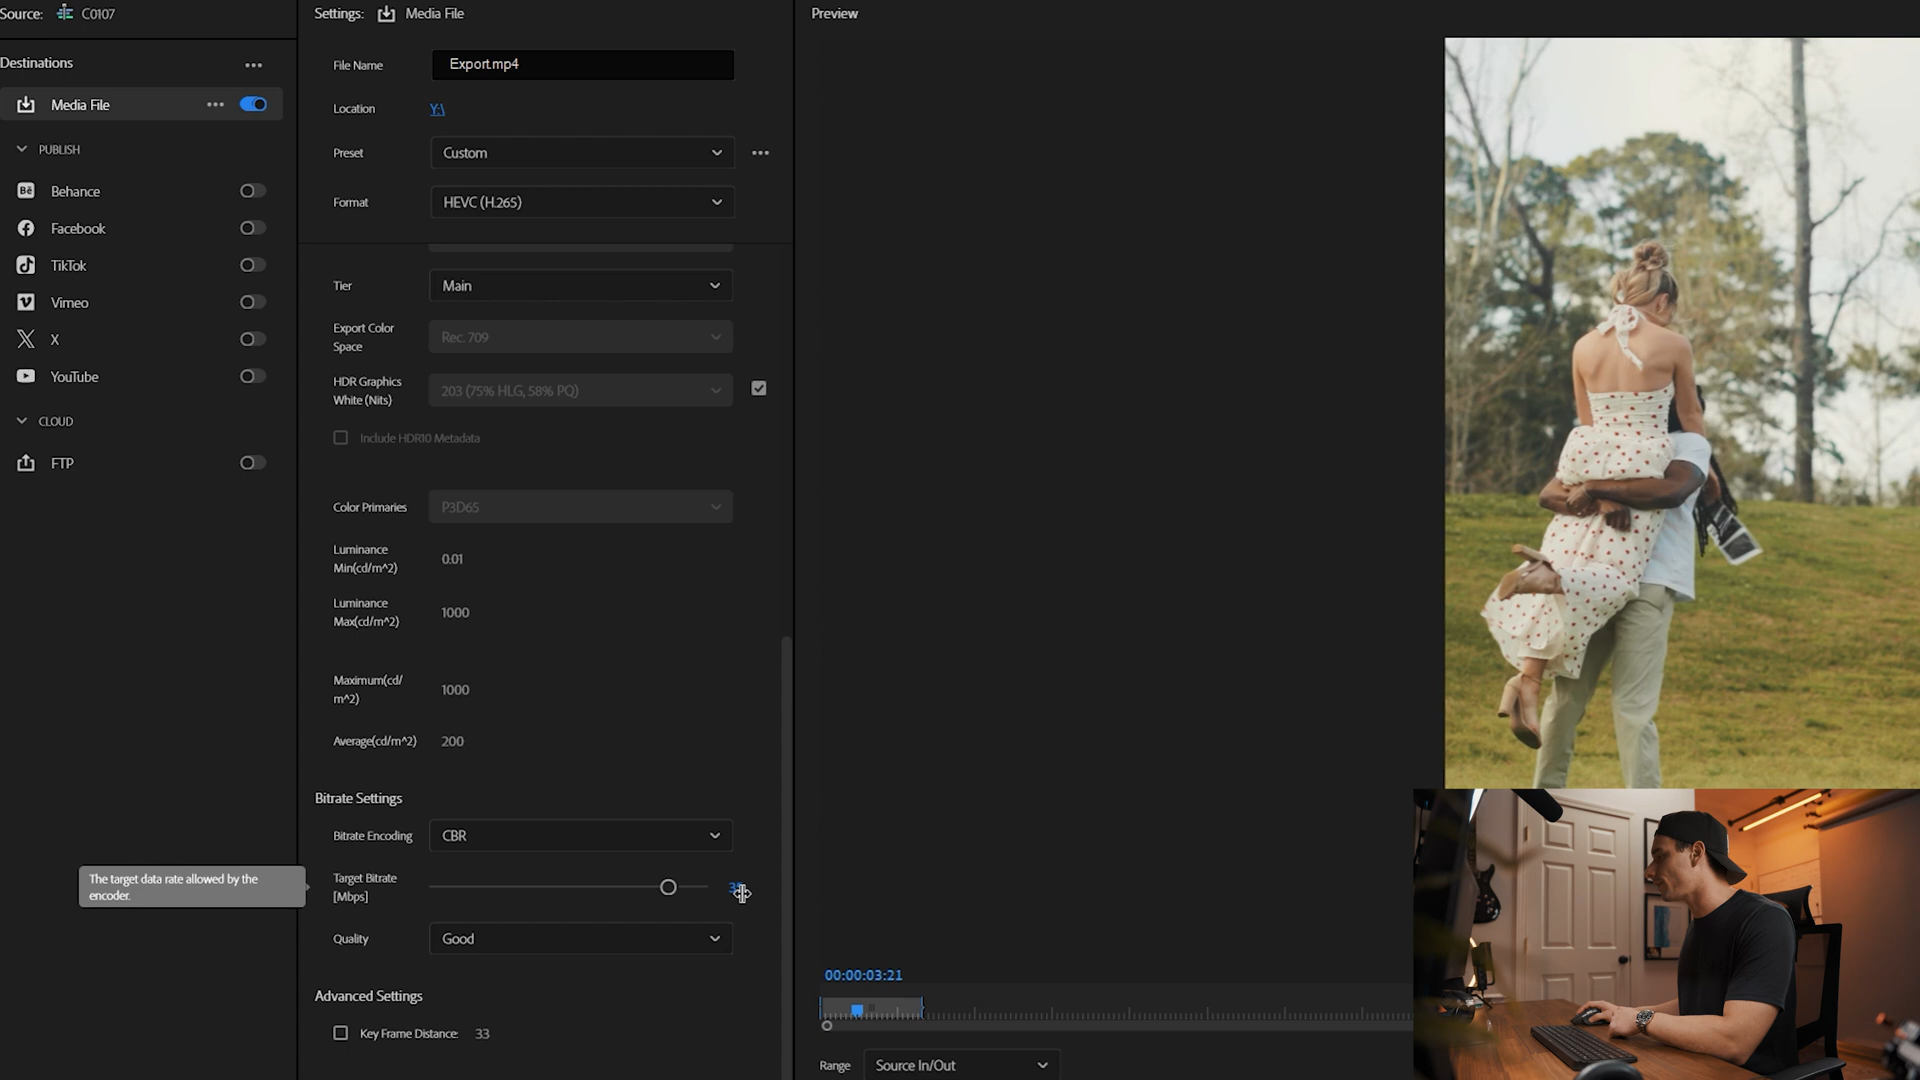 Source: C0107
Settings: Media File
Preview
Destinations
Media File
PUBLISH
Behance
Facebook
TikTok
Vimeo
X
YouTube
CLOUD
FTP
File Name Export.mp4
Location Y:\
Preset Custom
Format HEVC (H.265)
Tier Main
Export Color
Space
Rec. 709
HDR Graphics
White (Nits)
203 (75% HLG, 58% PQ)
Include HDR10 Metadata
Color Primaries P3D65
Luminance
Min(cd/m^2)
0.01
Luminance
Max(cd/m^2)
1000
Maximum(cd/
m^2)
1000
Average(cd/m^2) 200
Bitrate Settings
Bitrate Encoding CBR
The target data rate allowed by the
encoder.
Target Bitrate
[Mbps]
Quality Good
Advanced Settings
Key Frame Distance: 33
00:00:03:21
Range Source In/Out